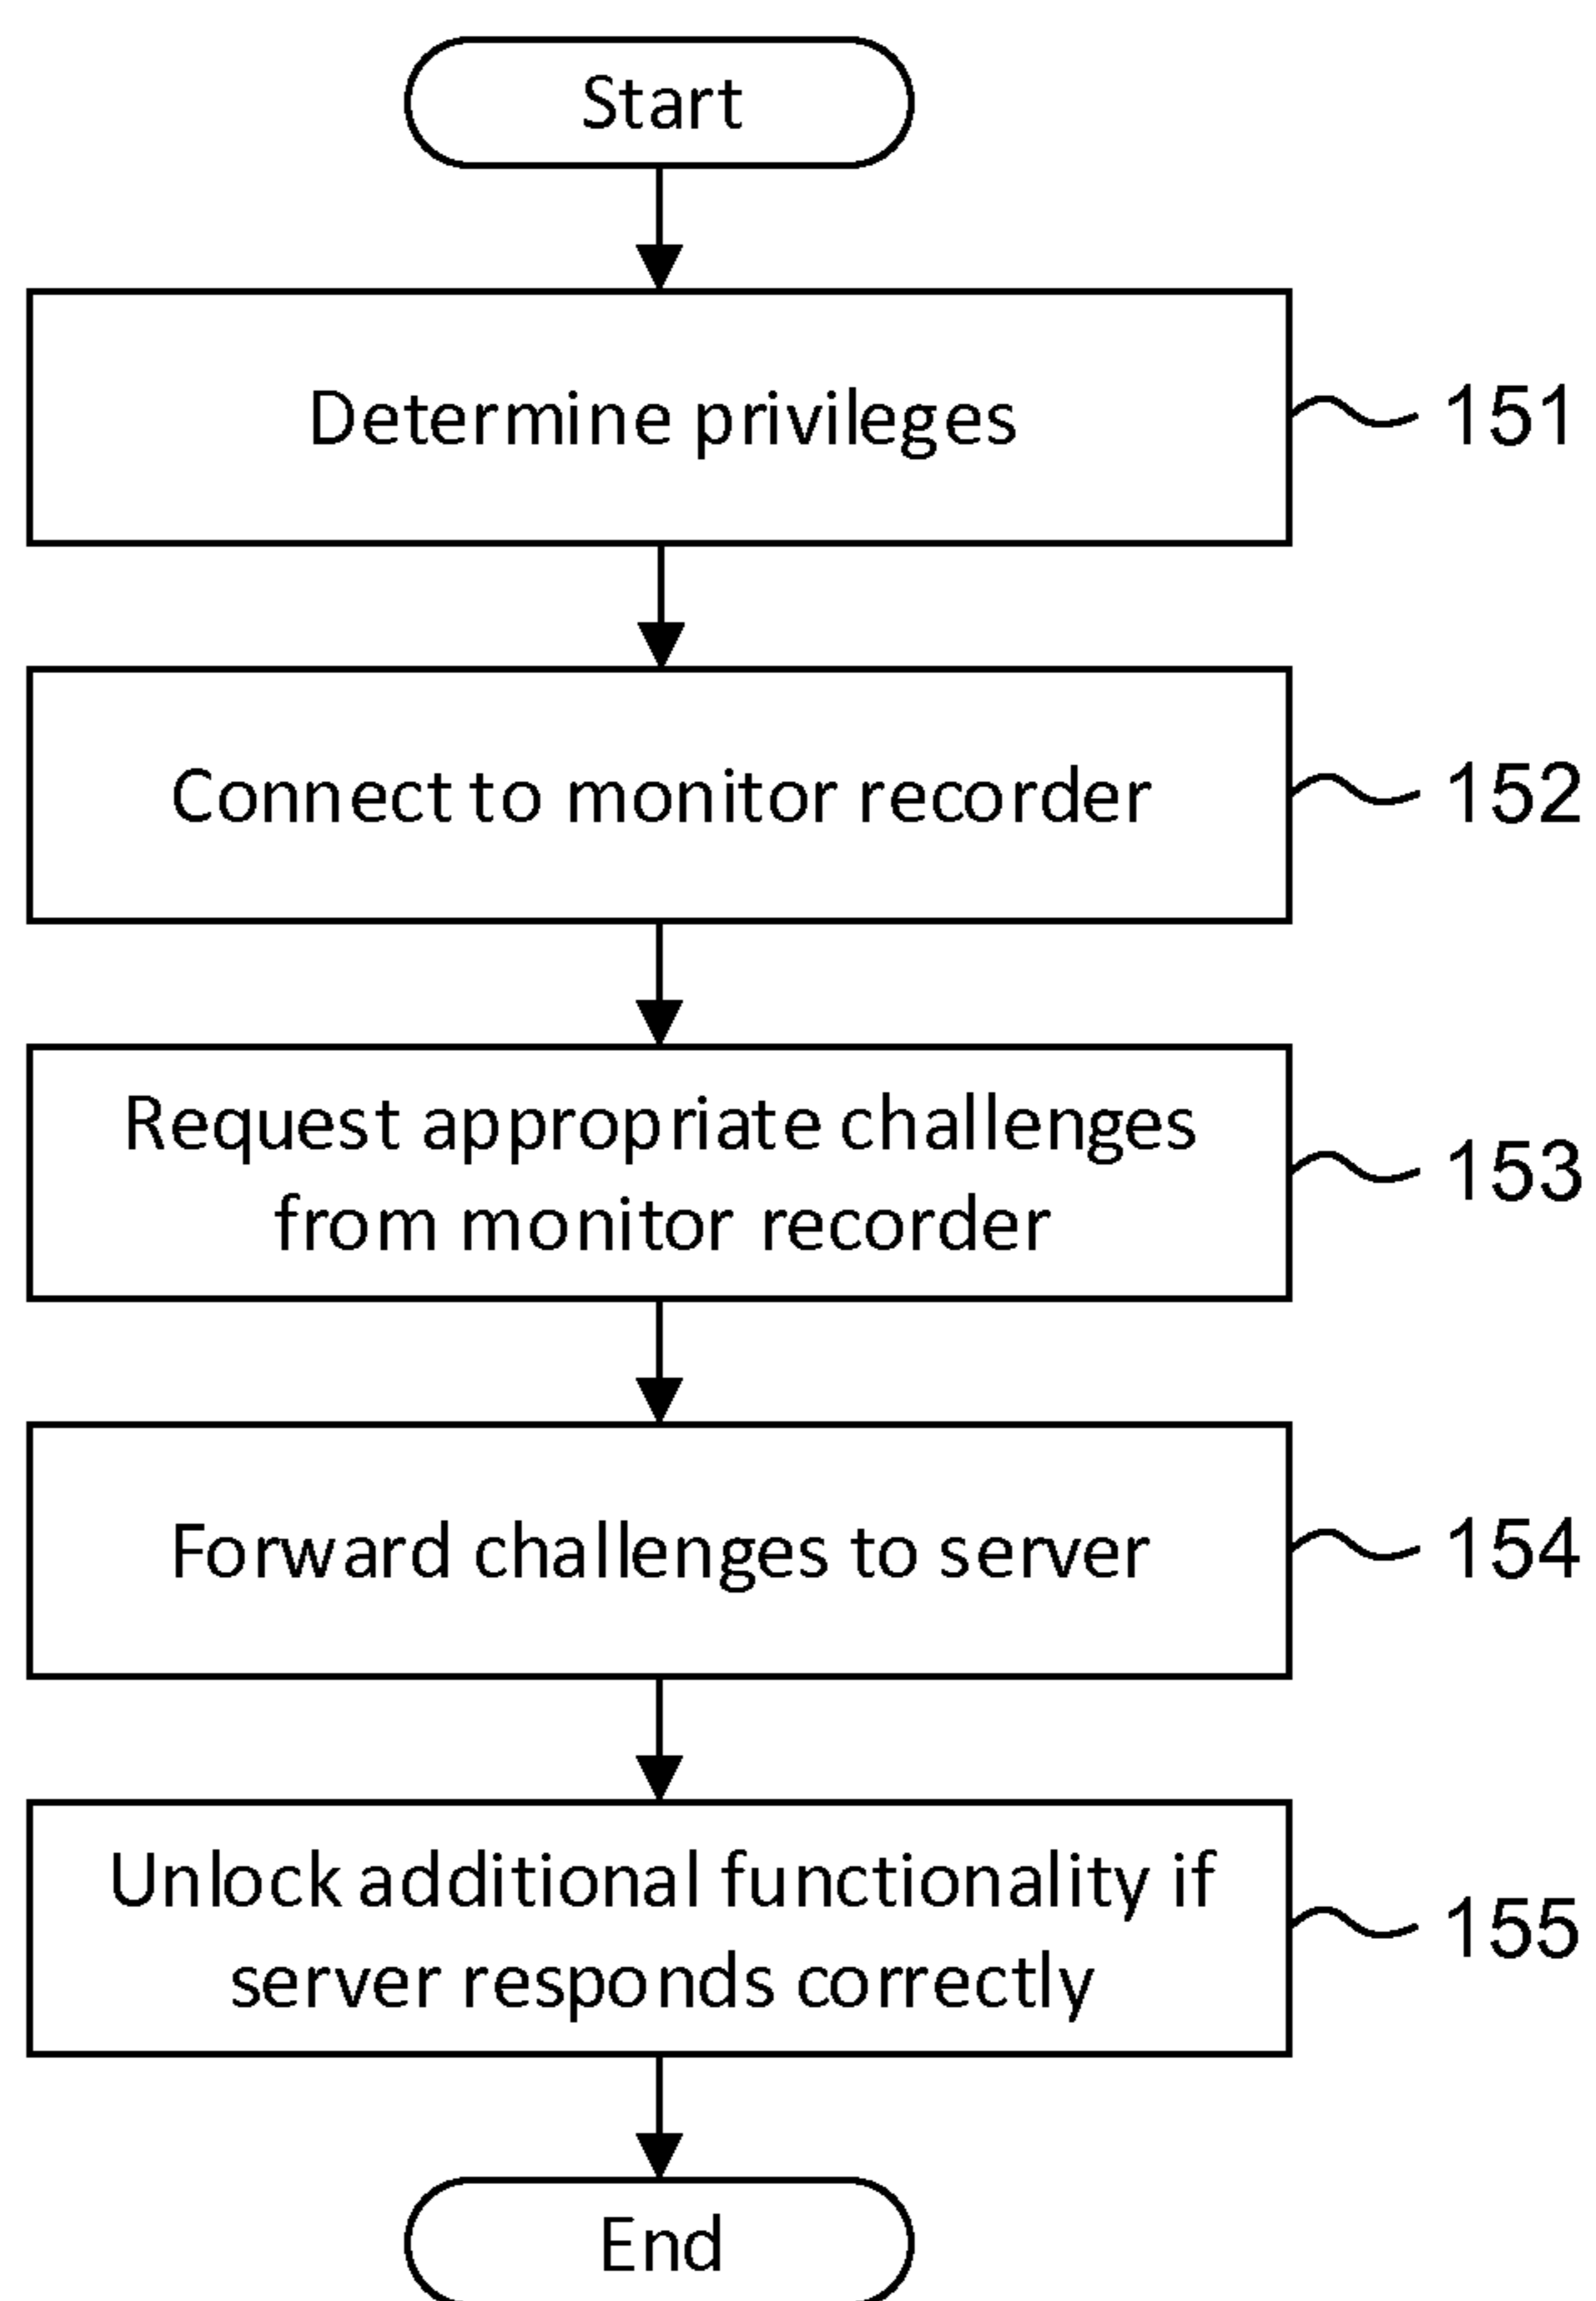 Start
Determine privileges
151
Connect to monitor recorder
152
Request appropriate challenges
from monitor recorder
153
Forward challenges to server
154
Unlock additional functionality if
server responds correctly
155
End